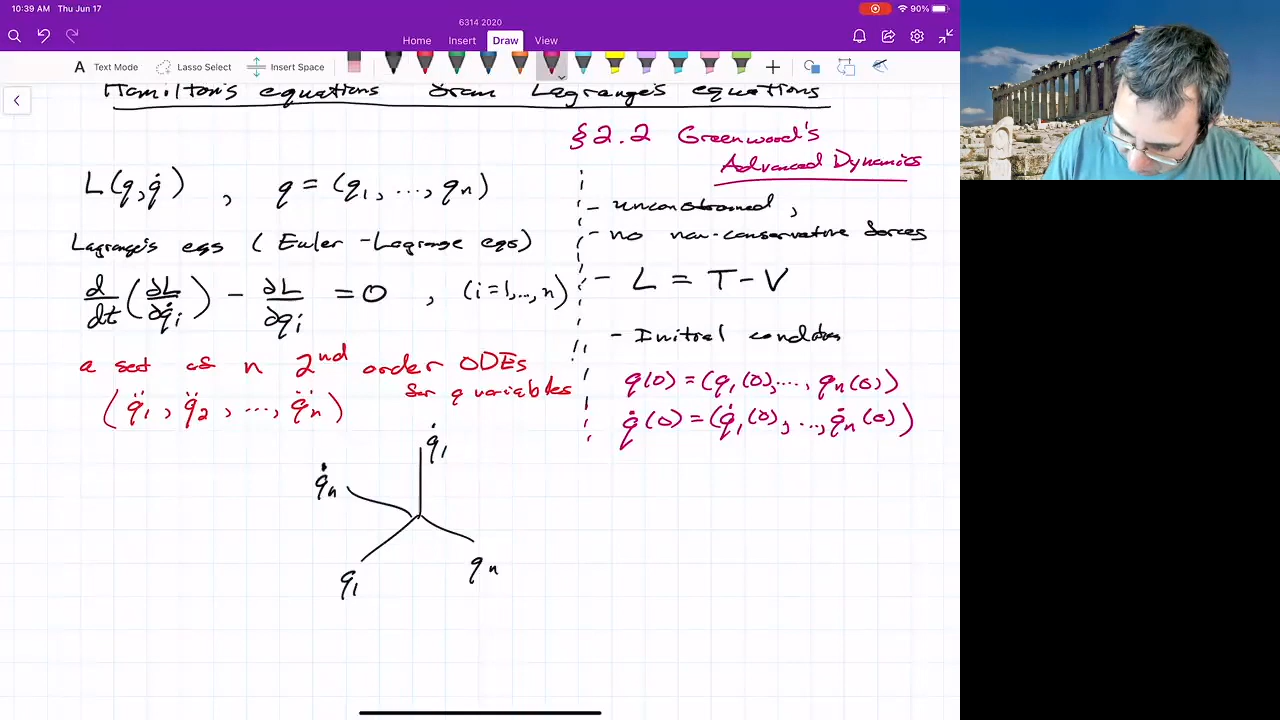 10:39 AM Thu Jun 17
90%
6314 2020
Home Insert Draw View
Text Mode Lasso Select Insert Space
Hamilton's equations from Lagrange's equations
§2.2 Greenwood's
Advanced Dynamics
L(q,q̇) , q = (q₁, ..., qₙ)
Lagrange's eqs (Euler-Lagrange eqs)
d/dt (∂L/∂q̇ᵢ) - ∂L/∂qᵢ = 0 , (i=1,...,n)
a set of n 2nd order ODEs
for q variables
(q̈₁, q̈₂, ..., q̈ₙ)
- unconstrained,
- no non-conservative forces
- L = T - V
- Initial conditions
q(0) = (q₁(0), ..., qₙ(0))
q̇(0) = (q̇₁(0), ..., q̇ₙ(0))
q̇₁
q̇ₙ
q₁
qₙ